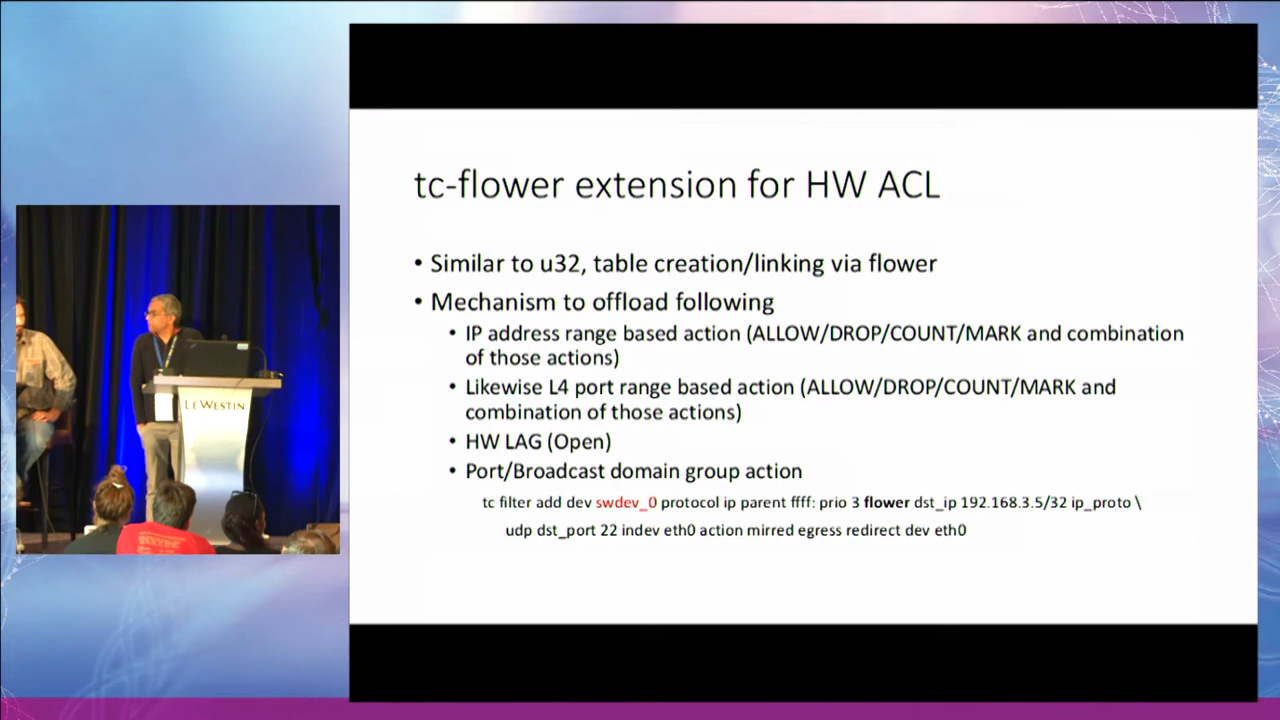 tc-flower extension for HW ACL
• Similar to u32, table creation/linking via flower
• Mechanism to offload following
• IP address range based action (ALLOW/DROP/COUNT/MARK and combination
of those actions)
• Likewise L4 port range based action (ALLOW/DROP/COUNT/MARK and
combination of those actions)
• HW LAG (Open)
• Port/Broadcast domain group action
tc filter add dev swdev_0 protocol ip parent ffff: prio 3 flower dst_ip 192.168.3.5/32 ip_proto \
udp dst_port 22 indev eth0 action mirred egress redirect dev eth0
LE WESTIN